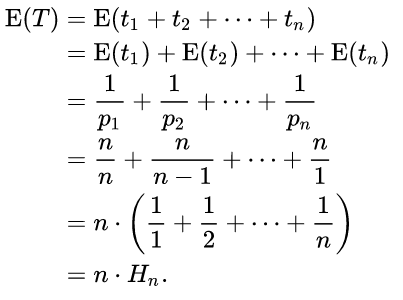 E(T) = E(t₁ + t₂ + ⋯ + tₙ)
= E(t₁) + E(t₂) + ⋯ + E(tₙ)
= 1/p₁ + 1/p₂ + ⋯ + 1/pₙ
= n/n + n/(n − 1) + ⋯ + n/1
= n ⋅ (1/1 + 1/2 + ⋯ + 1/n)
= n ⋅ Hₙ.